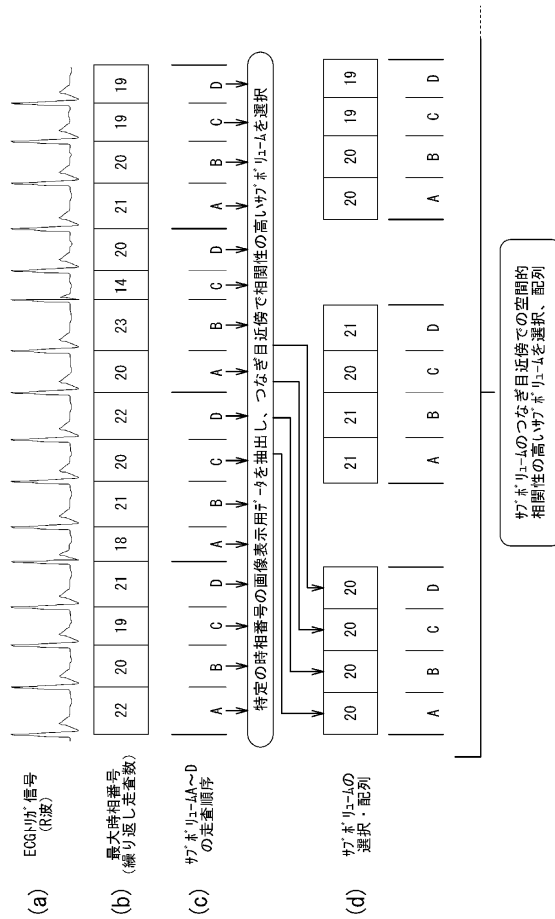 (a) ECGトリガ信号
(R波)
(b) 最大時相番号
(繰り返し走査数)
22 20 19 21 18 21 20 22 20 23 14 20 21 20 19 19
(c) サブボリュームA～D
の走査順序
A B C D A B C D A B C D A B C D
特定の時相番号の画像表示用データを抽出し、つなぎ目近傍で相関性の高いサブボリュームを選択
(d) サブボリュームの
選択・配列
20 20 20 20 21 21 20 21 20 20 19 19
A B C D A B C D A B C D
サブボリュームのつなぎ目近傍での空間的
相関性の高いサブボリュームを選択、配列